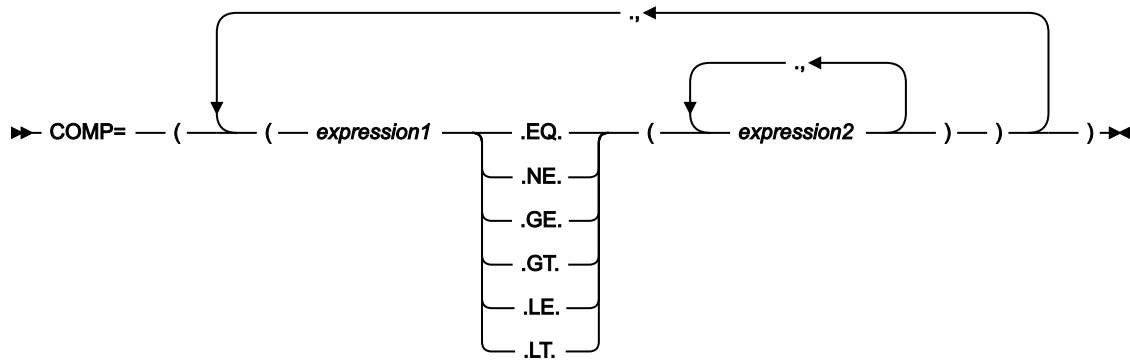 .,
.,
COMP= ( ( expression1 .EQ. ( expression2 ) ) )
.NE.
.GE.
.GT.
.LE.
.LT.